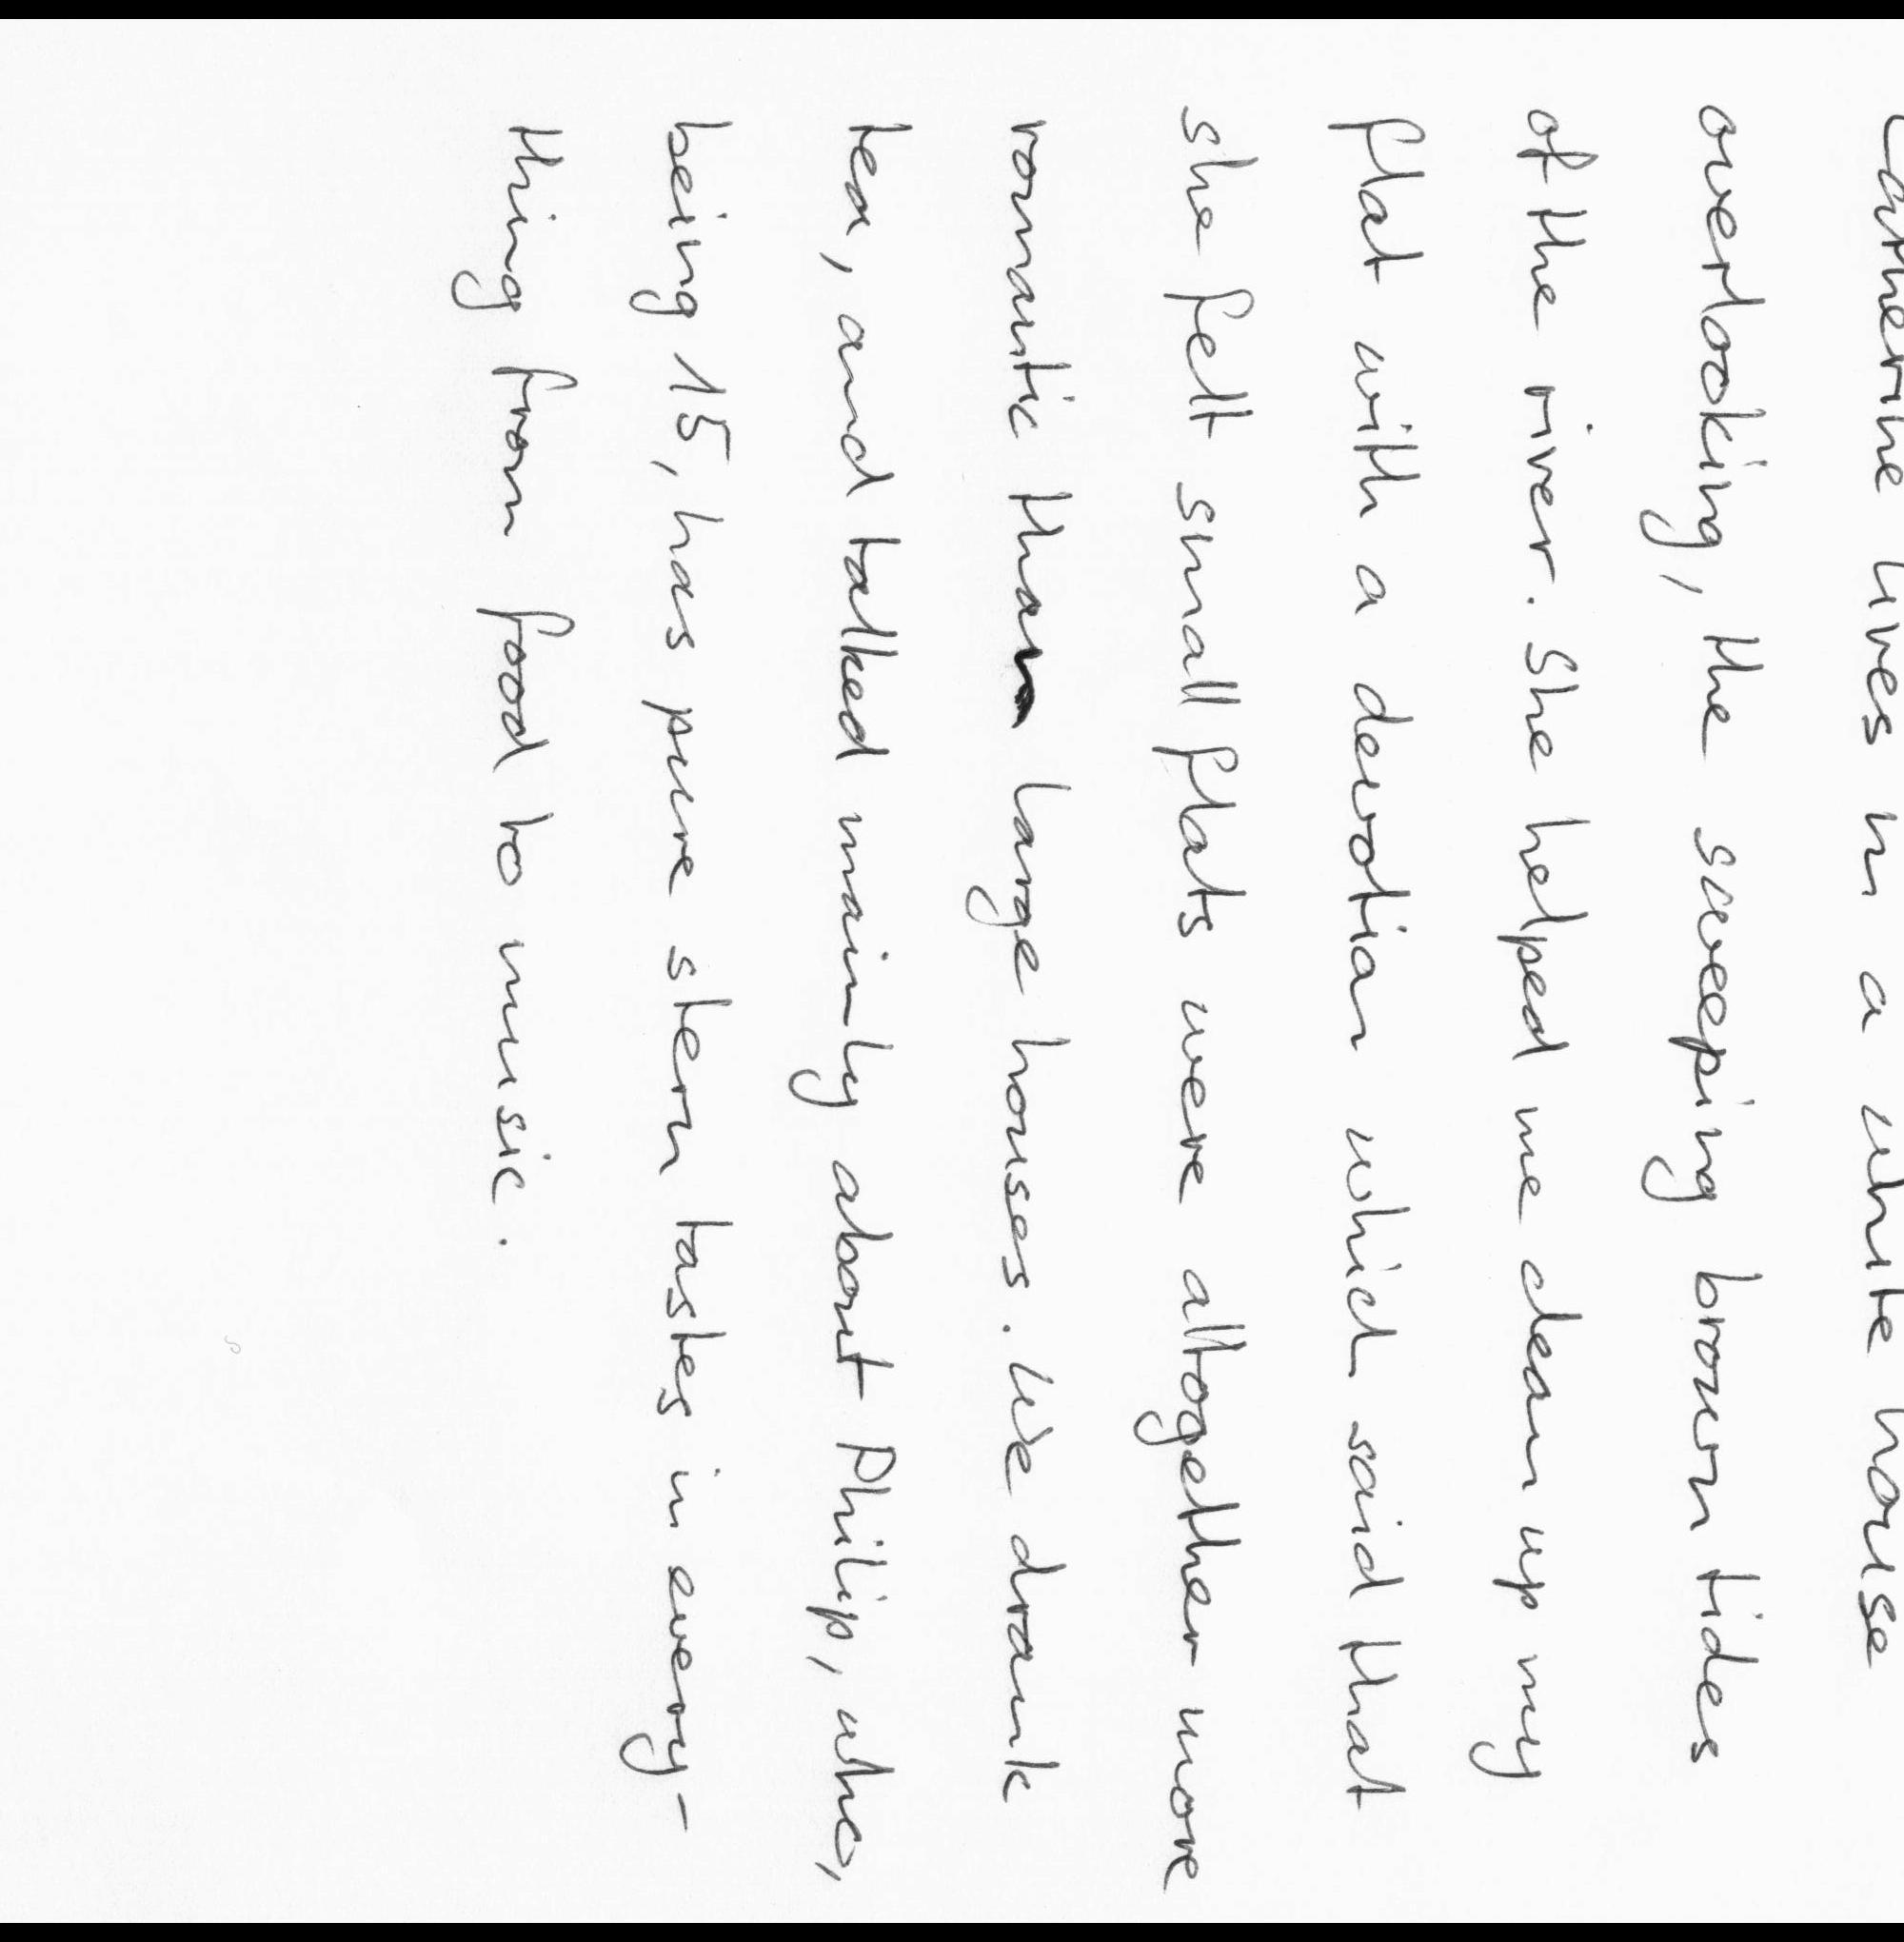 Catherine lives in a white house
overlooking, the sweeping brown tides
of the river. She helped me clean up my
flat with a devotion which said that
she felt small flats were altogether more
romantic than large houses. We drank
tea, and talked mainly about Philip, who,
being 15, has pure stern tastes in every-
thing from food to music.